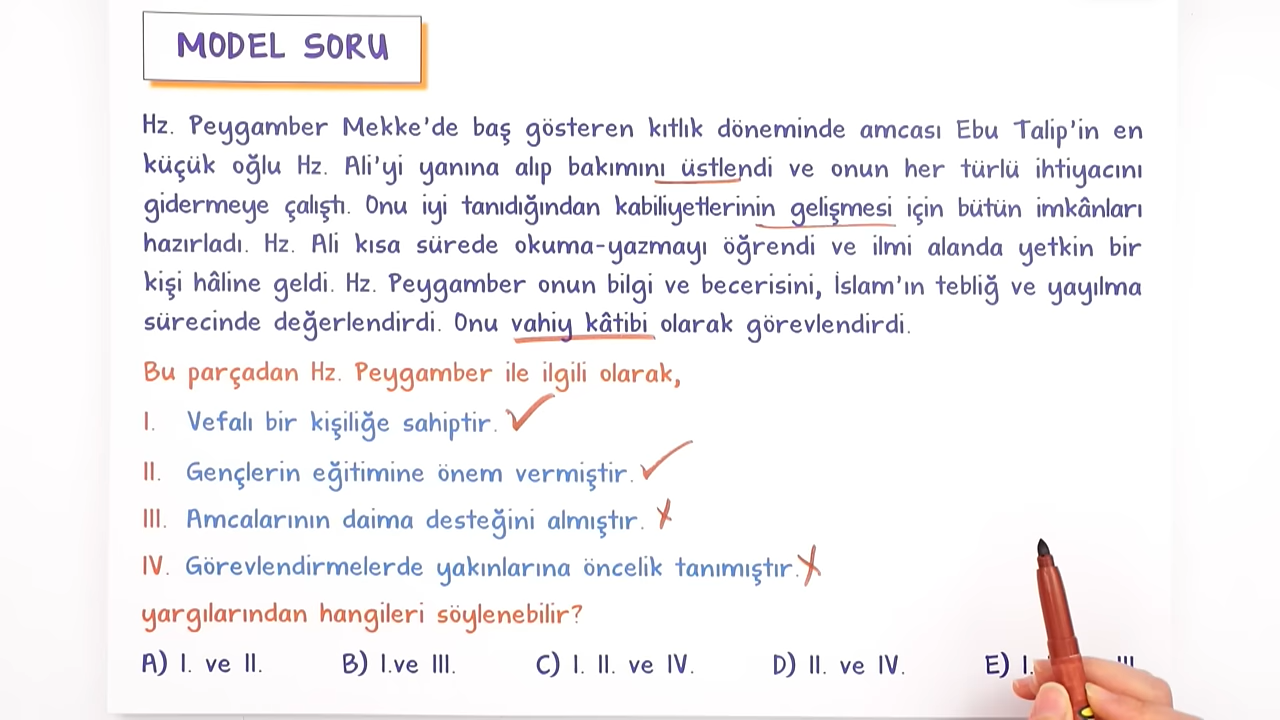 MODEL SORU
Hz. Peygamber Mekke'de baş gösteren kıtlık döneminde amcası Ebu Talip'in en
küçük oğlu Hz. Ali'yi yanına alıp bakımını üstlendi ve onun her türlü ihtiyacını
gidermeye çalıştı. Onu iyi tanıdığından kabiliyetlerinin gelişmesi için bütün imkânları
hazırladı. Hz. Ali kısa sürede okuma-yazmayı öğrendi ve ilmi alanda yetkin bir
kişi hâline geldi. Hz. Peygamber onun bilgi ve becerisini, İslam'ın tebliğ ve yayılma
sürecinde değerlendirdi. Onu vahiy kâtibi olarak görevlendirdi.
Bu parçadan Hz. Peygamber ile ilgili olarak,
I. Vefalı bir kişiliğe sahiptir.
II. Gençlerin eğitimine önem vermiştir.
III. Amcalarının daima desteğini almıştır.
IV. Görevlendirmelerde yakınlarına öncelik tanımıştır.
yargılarından hangileri söylenebilir?
A) I. ve II. B) I.ve III. C) I. II. ve IV. D) II. ve IV. E) I.